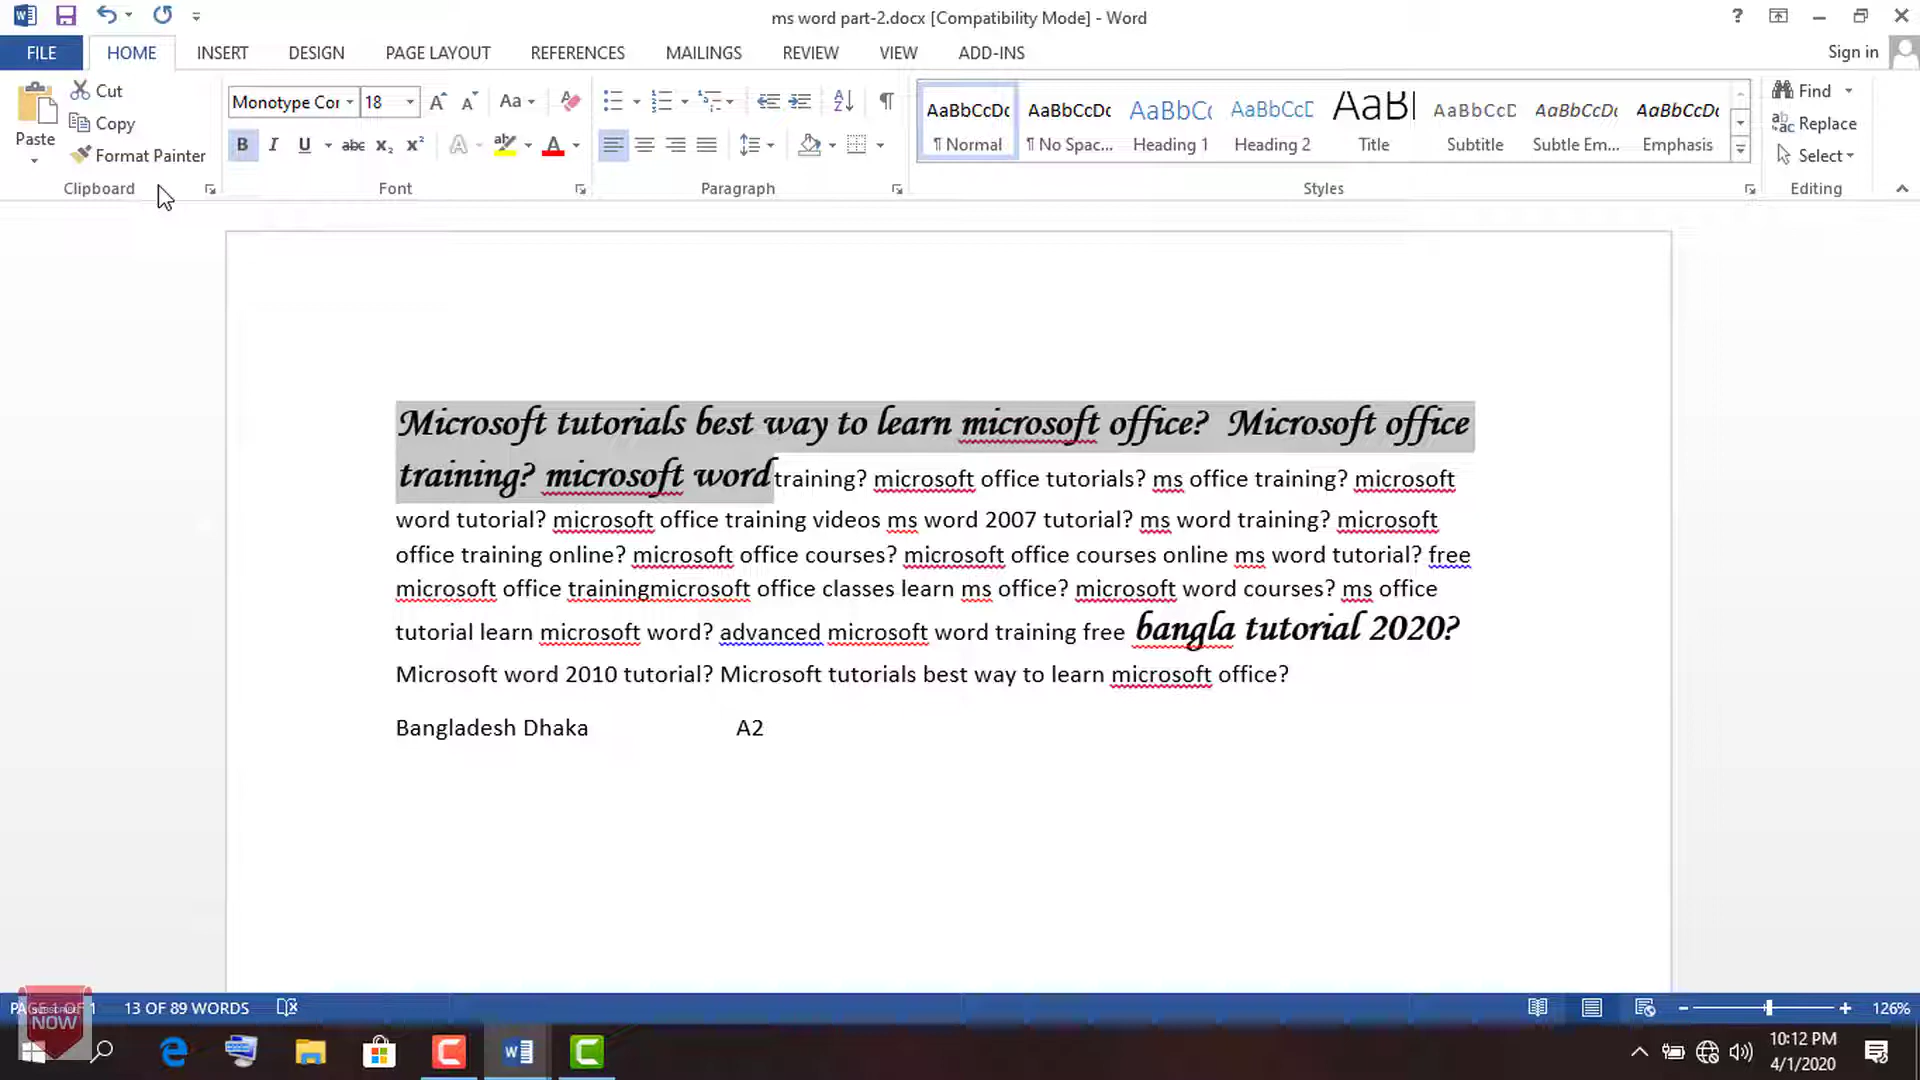 ms word part-2.docx [Compatibility Mode] - Word
?
FILE HOME INSERT DESIGN PAGE LAYOUT REFERENCES MAILINGS REVIEW VIEW ADD-INS Sign in
Paste
Cut
Copy
Format Painter
Clipboard
Monotype Cor 18
Font
Paragraph
AaBbCcDc AaBbCcDc AaBbC( AaBbCcD AaBl AaBbCcD AaBbCcDc AaBbCcDc
¶ Normal ¶ No Spac... Heading 1 Heading 2 Title Subtitle Subtle Em... Emphasis
Styles
Find
Replace
Select
Editing
Microsoft tutorials best way to learn microsoft office? Microsoft office
training? microsoft word training? microsoft office tutorials? ms office training? microsoft
word tutorial? microsoft office training videos ms word 2007 tutorial? ms word training? microsoft
office training online? microsoft office courses? microsoft office courses online ms word tutorial? free
microsoft office trainingmicrosoft office classes learn ms office? microsoft word courses? ms office
tutorial learn microsoft word? advanced microsoft word training free bangla tutorial 2020?
Microsoft word 2010 tutorial? Microsoft tutorials best way to learn microsoft office?
Bangladesh Dhaka A2
PAGE 1 OF 1 13 OF 89 WORDS 126%
SUBSCRIBE
NOW
10:12 PM
4/1/2020